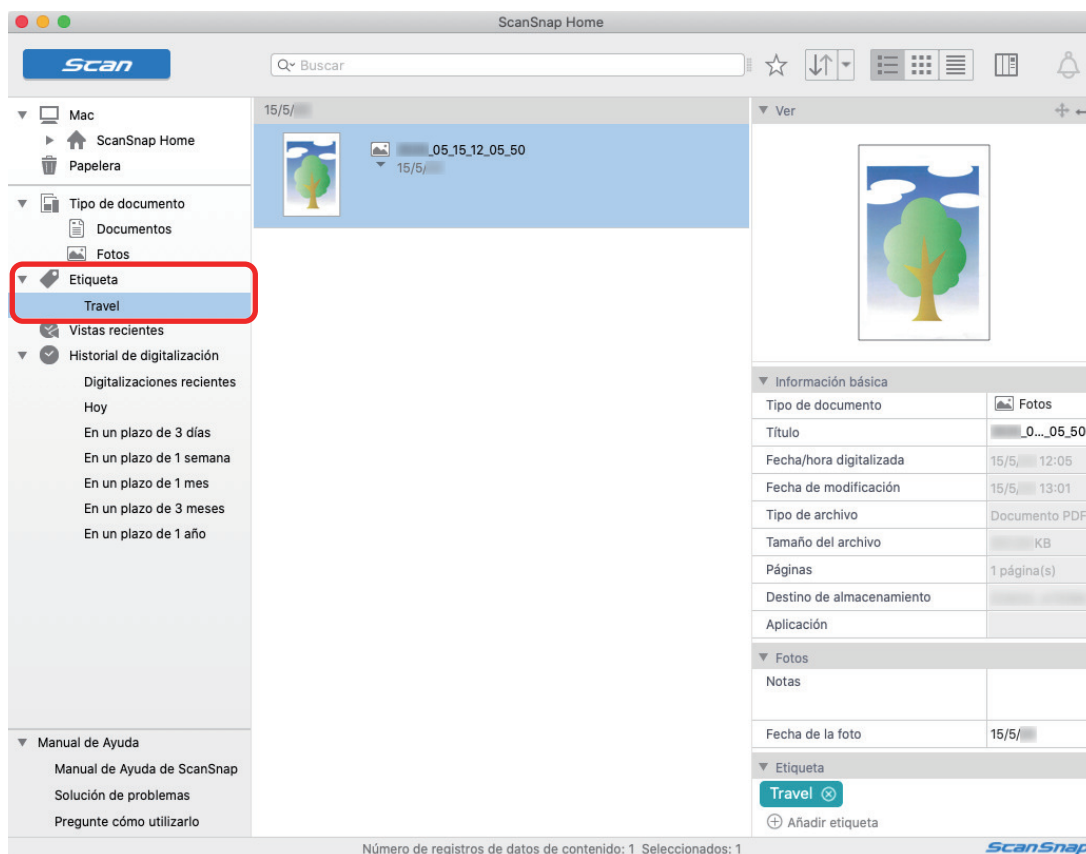 ScanSnap Home
Scan
Buscar
Mac
ScanSnap Home
Papelera
Tipo de documento
Documentos
Fotos
Etiqueta
Travel
Vistas recientes
Historial de digitalización
Digitalizaciones recientes
Hoy
En un plazo de 3 días
En un plazo de 1 semana
En un plazo de 1 mes
En un plazo de 3 meses
En un plazo de 1 año
Manual de Ayuda
Manual de Ayuda de ScanSnap
Solución de problemas
Pregunte cómo utilizarlo
15/5/
_05_15_12_05_50
15/5/
Ver
Información básica
Tipo de documento Fotos
Título _0..._05_50
Fecha/hora digitalizada 15/5/ 12:05
Fecha de modificación 15/5/ 13:01
Tipo de archivo Documento PDF
Tamaño del archivo KB
Páginas 1 página(s)
Destino de almacenamiento
Aplicación
Fotos
Notas
Fecha de la foto 15/5/
Etiqueta
Travel
Añadir etiqueta
Número de registros de datos de contenido: 1 Seleccionados: 1
ScanSnap